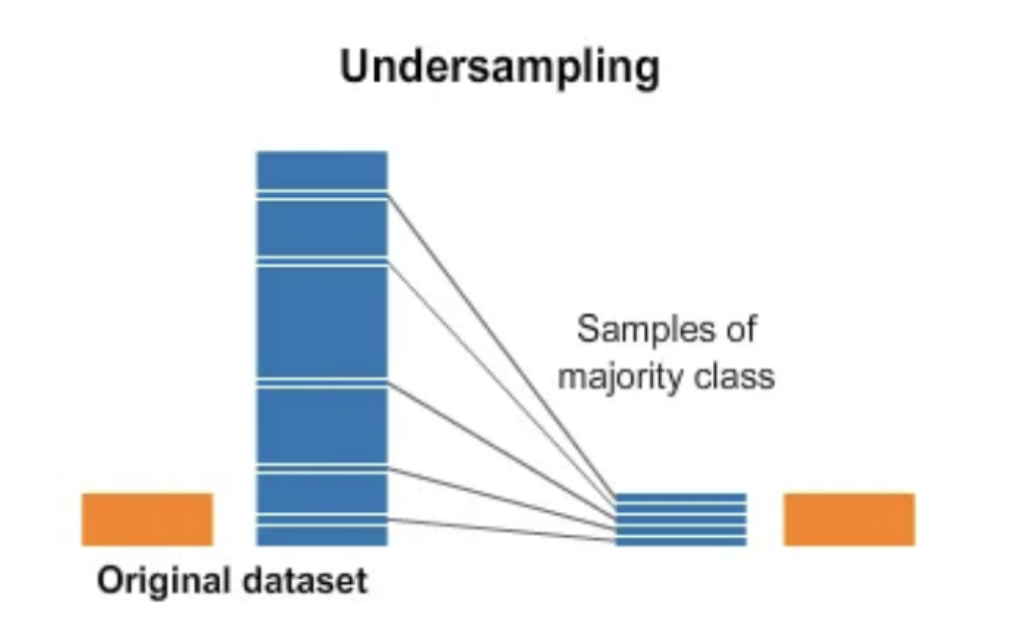 Undersampling
Samples of
majority class
Original dataset